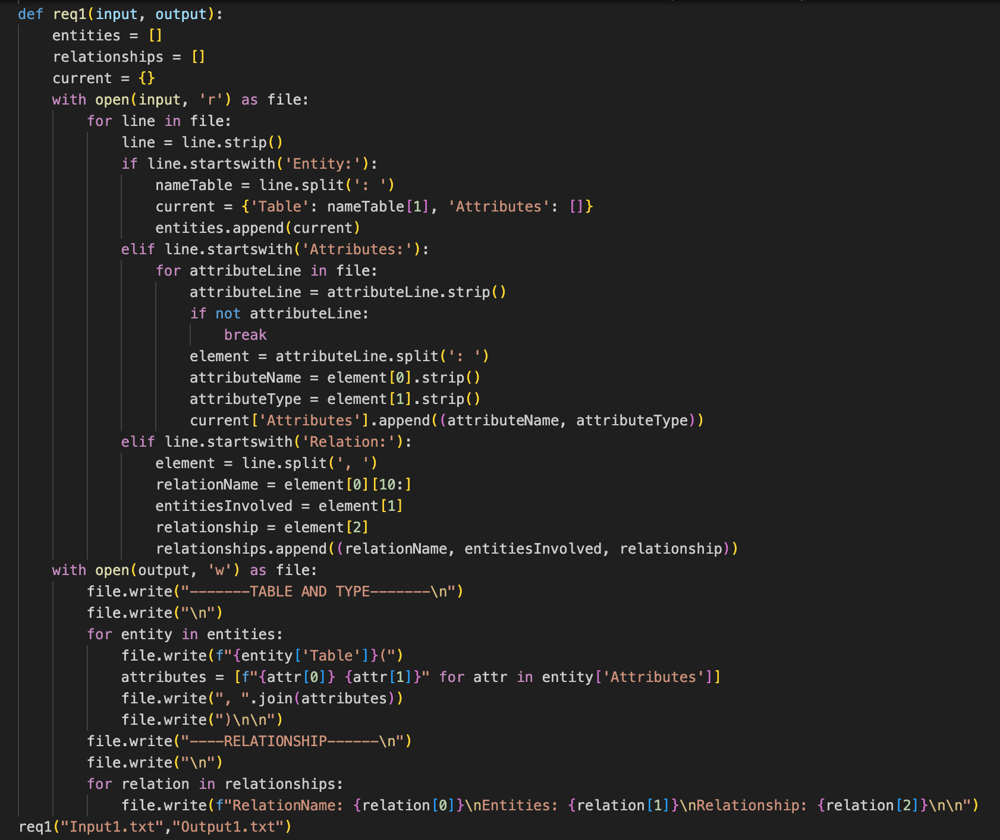 def req1(input, output):
    entities = []
    relationships = []
    current = {}
    with open(input, 'r') as file:
        for line in file:
            line = line.strip()
            if line.startswith('Entity:'):
                nameTable = line.split(': ')
                current = {'Table': nameTable[1], 'Attributes': []}
                entities.append(current)
            elif line.startswith('Attributes:'):
                for attributeLine in file:
                    attributeLine = attributeLine.strip()
                    if not attributeLine:
                        break
                    element = attributeLine.split(': ')
                    attributeName = element[0].strip()
                    attributeType = element[1].strip()
                    current['Attributes'].append((attributeName, attributeType))
            elif line.startswith('Relation:'):
                element = line.split(', ')
                relationName = element[0][10:]
                entitiesInvolved = element[1]
                relationship = element[2]
                relationships.append((relationName, entitiesInvolved, relationship))
    with open(output, 'w') as file:
        file.write("-------TABLE AND TYPE-------\n")
        file.write("\n")
        for entity in entities:
            file.write(f"{entity['Table']}(")
            attributes = [f"{attr[0]} {attr[1]}" for attr in entity['Attributes']]
            file.write(", ".join(attributes))
            file.write(")\n\n")
        file.write("----RELATIONSHIP------\n")
        file.write("\n")
        for relation in relationships:
            file.write(f"RelationName: {relation[0]}\nEntities: {relation[1]}\nRelationship: {relation[2]}\n\n")
req1("Input1.txt","Output1.txt")